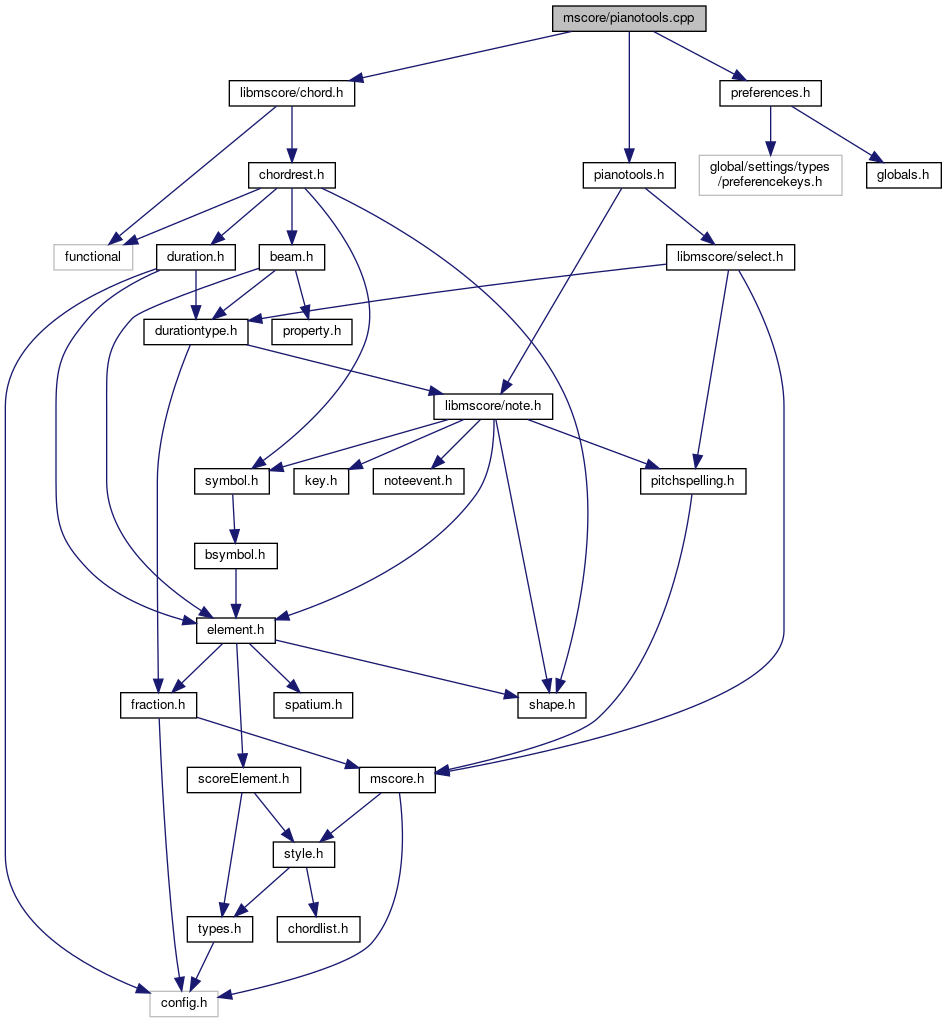 mscore/pianotools.cpp
libmscore/chord.h
preferences.h
chordrest.h
pianotools.h
global/settings/types
/preferencekeys.h
globals.h
functional
duration.h
beam.h
libmscore/select.h
durationtype.h
property.h
libmscore/note.h
symbol.h
key.h
noteevent.h
pitchspelling.h
bsymbol.h
element.h
fraction.h
spatium.h
shape.h
scoreElement.h
mscore.h
style.h
types.h
chordlist.h
config.h